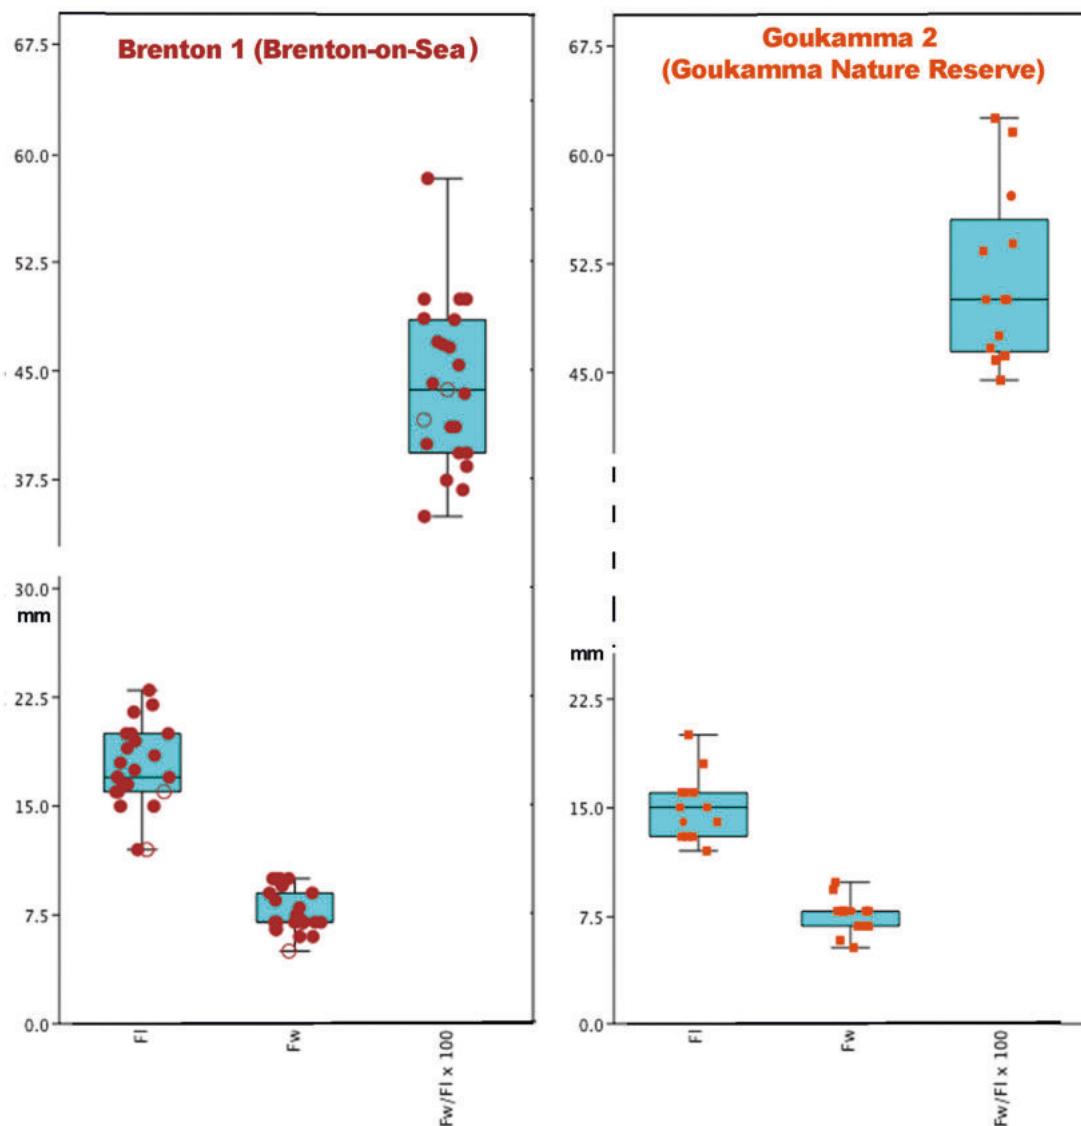 Brenton 1 (Brenton-on-Sea)
67.5
60.0
52.5
45.0
37.5
30.0
mm
22.5
15.0
7.5
0.0
Fl
Fw
Fw/Fl x 100
Goukamma 2
(Goukamma Nature Reserve)
67.5
60.0
52.5
45.0
mm
22.5
15.0
7.5
0.0
Fl
Fw
Fw/Fl x 100